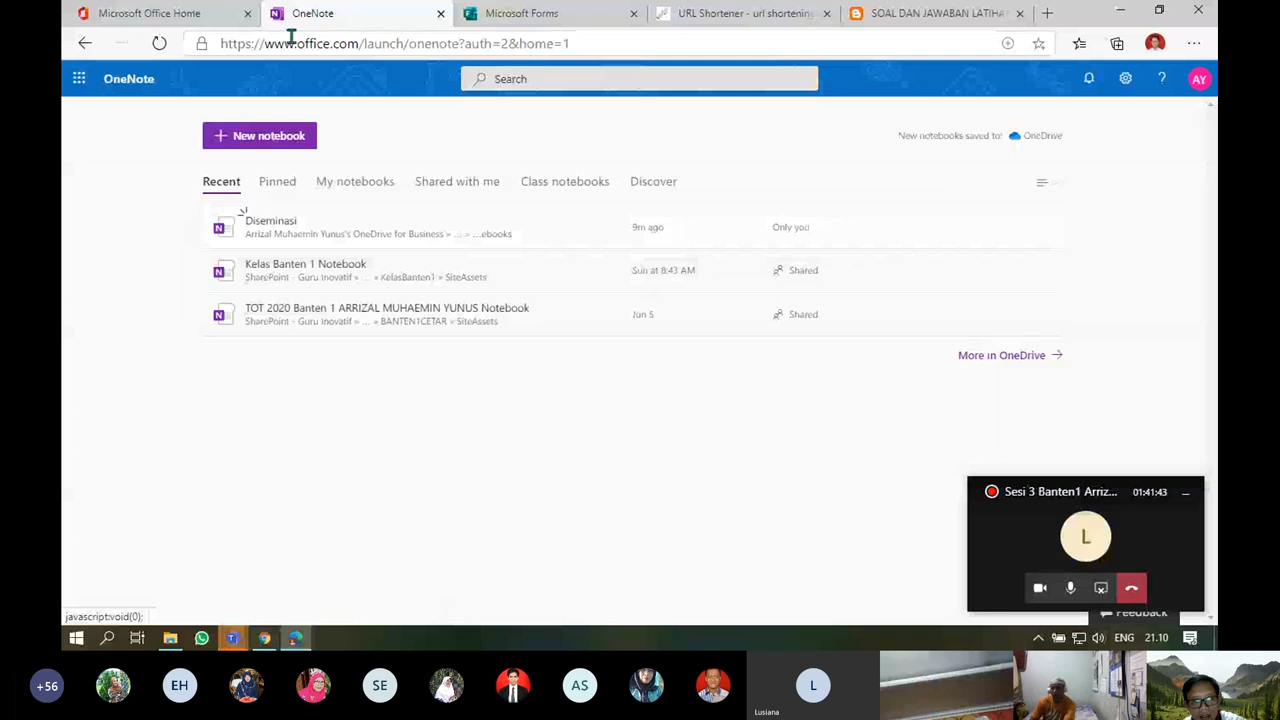 Microsoft Office Home
OneNote
Microsoft Forms
URL Shortener - url shortening
SOAL DAN JAWABAN LATIHA
https://www.office.com/launch/onenote?auth=2&home=1
OneNote
Search
AY
New notebook
New notebooks saved to: OneDrive
Recent
Pinned
My notebooks
Shared with me
Class notebooks
Discover
Diseminasi
Arrizal Muhaemin Yunus's OneDrive for Business » ... » ...ebooks
9m ago
Only you
Kelas Banten 1 Notebook
SharePoint - Guru Inovatif » ... » KelasBanten1 » SiteAssets
Sun at 8:43 AM
Shared
TOT 2020 Banten 1 ARRIZAL MUHAEMIN YUNUS Notebook
SharePoint - Guru Inovatif » ... » BANTEN1CETAR » SiteAssets
Jun 5
Shared
More in OneDrive
Sesi 3 Banten1 Arriz...
01:41:43
L
Feedback
javascript:void(0);
ENG
21.10
+56
EH
SE
AS
L
Lusiana